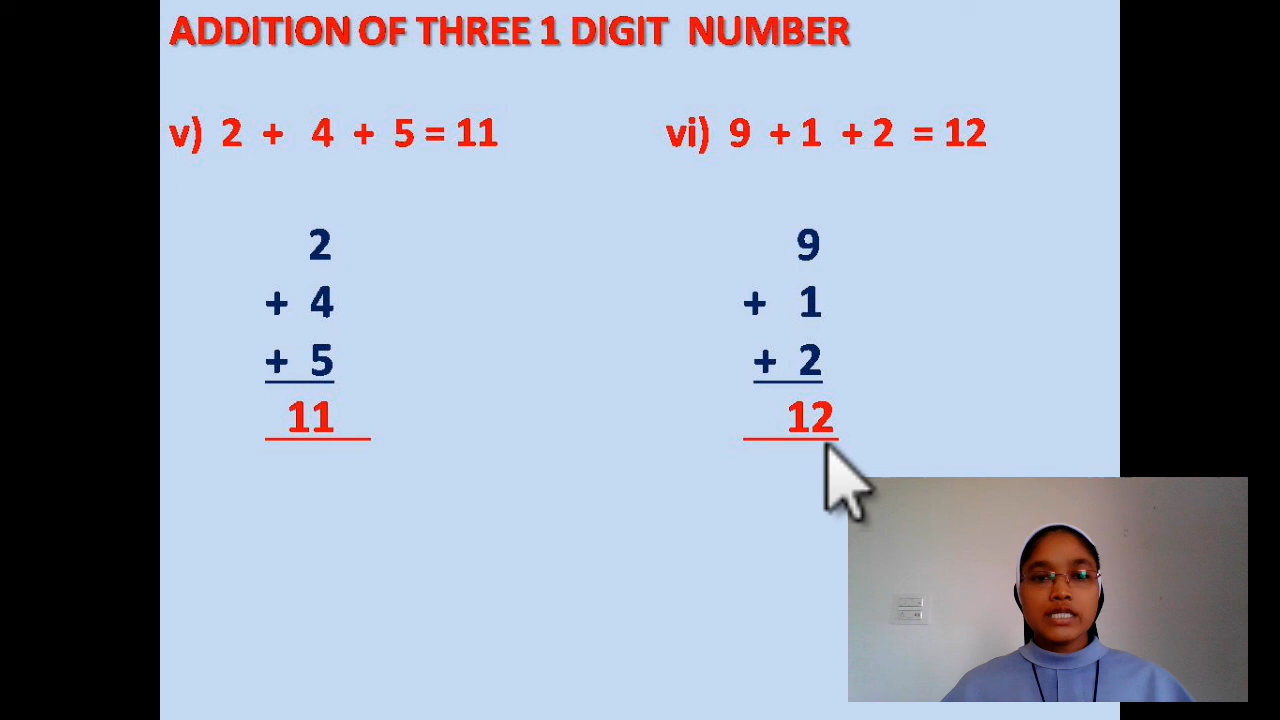 ADDITION OF THREE 1 DIGIT NUMBER
v) 2 + 4 + 5 = 11
vi) 9 + 1 + 2 = 12
2
+ 4
+ 5
11
9
+ 1
+ 2
12